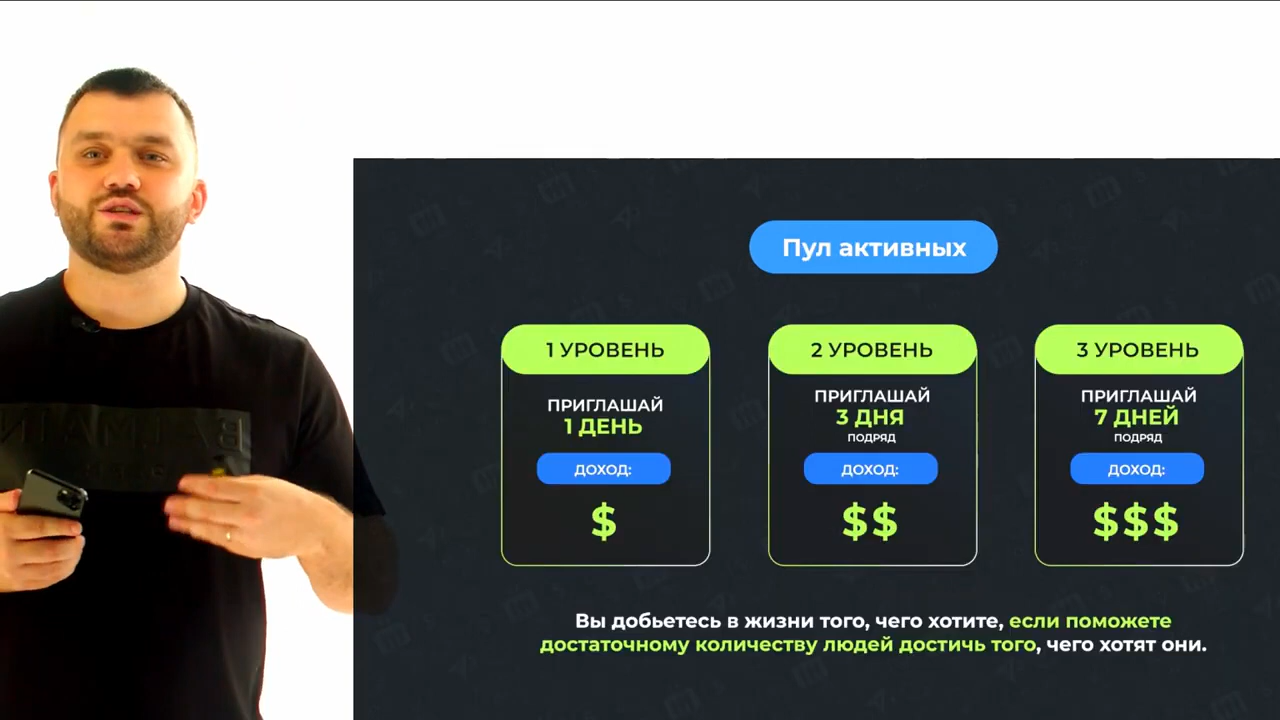 Пул активных
1 УРОВЕНЬ
ПРИГЛАШАЙ
1 ДЕНЬ
ДОХОД:
$
2 УРОВЕНЬ
ПРИГЛАШАЙ
3 ДНЯ
ПОДРЯД
ДОХОД:
$$
3 УРОВЕНЬ
ПРИГЛАШАЙ
7 ДНЕЙ
ПОДРЯД
ДОХОД:
$$$
Вы добьетесь в жизни того, чего хотите, если поможете
достаточному количеству людей достичь того, чего хотят они.